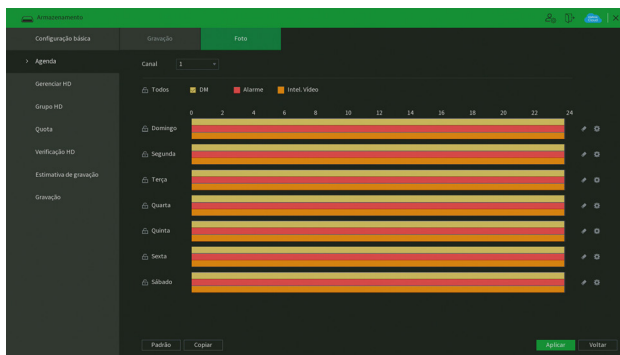 Armazenamento
Configuração básica
Gravação
Foto
Agenda
Canal 1
Gerenciar HD
Todos DM Alarme Intel. Vídeo
Grupo HD
0 2 4 6 8 10 12 14 16 18 20 22 24
Quota
Domingo
Verificação HD
Segunda
Estimativa de gravação
Terça
Gravação
Quarta
Quinta
Sexta
Sábado
Padrão Copiar Aplicar Voltar